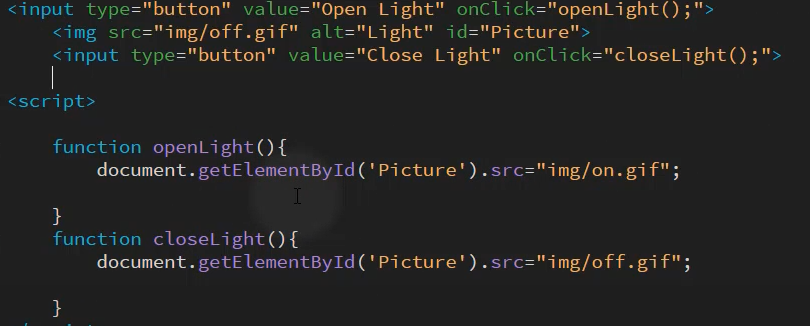 <input type="button" value="Open Light" onClick="openLight();">
<img src="img/off.gif" alt="Light" id="Picture">
<input type="button" value="Close Light" onClick="closeLight();">
<script>
function openLight(){
document.getElementById('Picture').src="img/on.gif";
}
function closeLight(){
document.getElementById('Picture').src="img/off.gif";
}